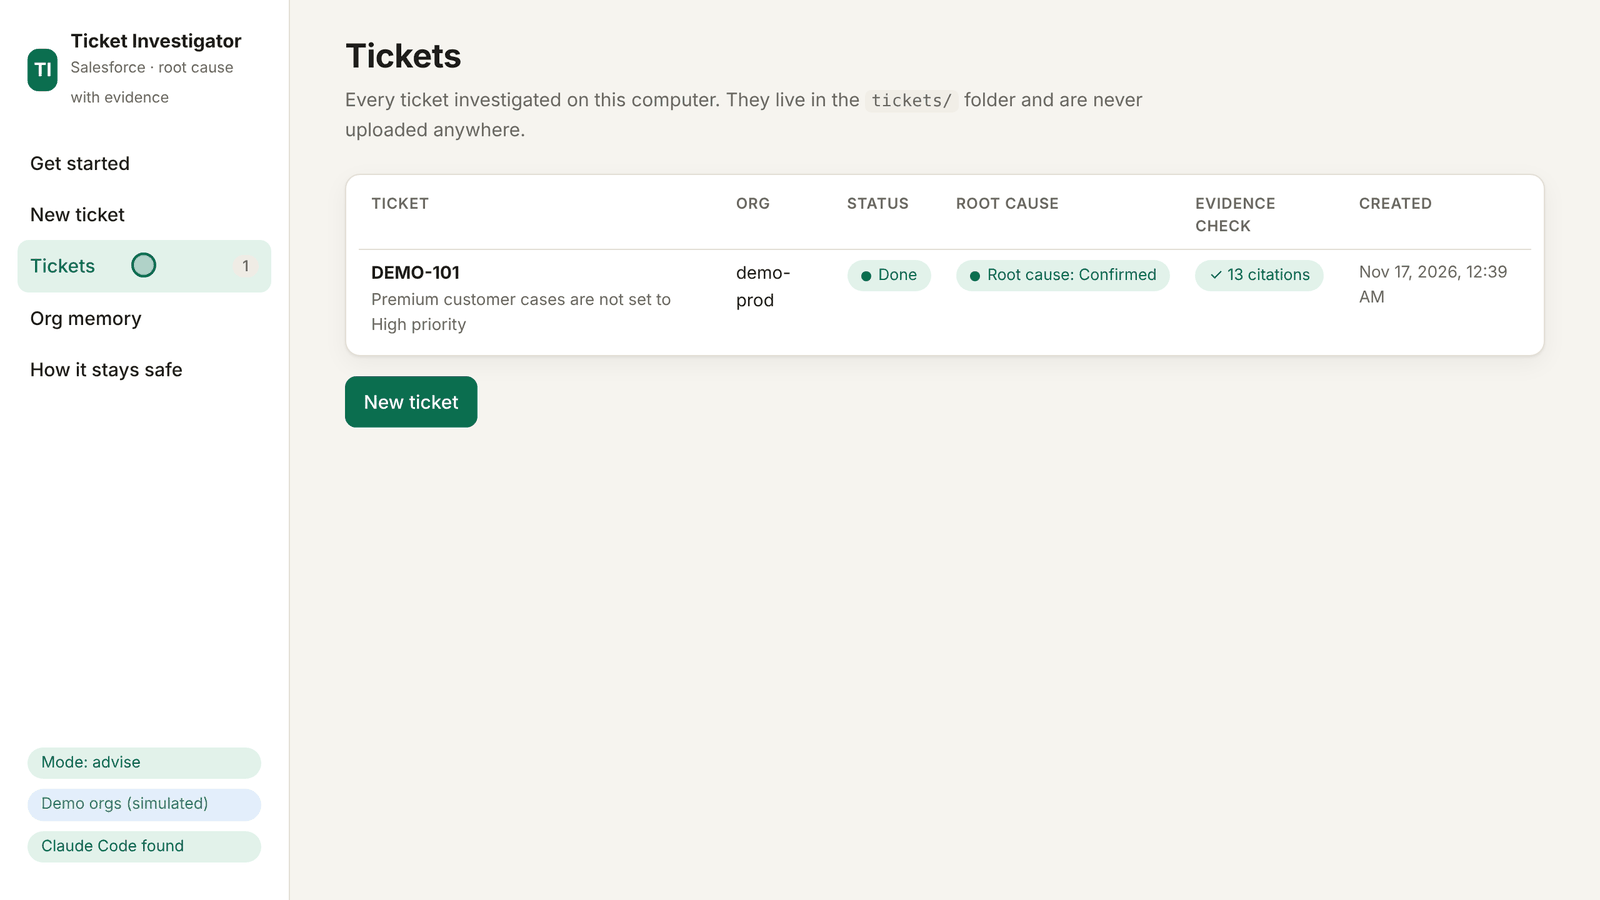 TI
Ticket Investigator
Salesforce · root cause
with evidence
Get started
New ticket
Tickets 1
Org memory
How it stays safe
Mode: advise
Demo orgs (simulated)
Claude Code found
Tickets
Every ticket investigated on this computer. They live in the tickets/ folder and are never
uploaded anywhere.
TICKET ORG STATUS ROOT CAUSE EVIDENCE
CHECK CREATED
DEMO-101
Premium customer cases are not set to
High priority
demo-
prod
Done
Root cause: Confirmed
✓ 13 citations
Nov 17, 2026, 12:39
AM
New ticket